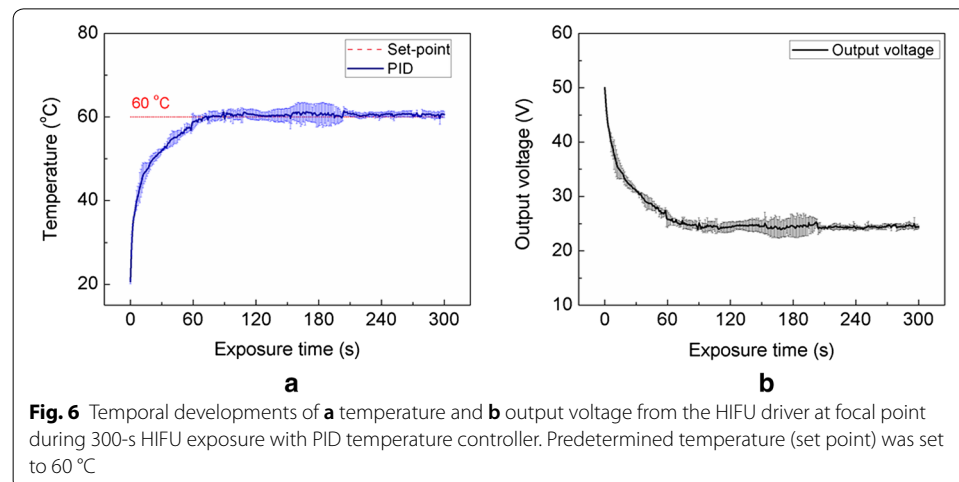 80
Set-point
PID
60 °C
60
40
20
Temperature (°C)
0 60 120 180 240 300
Exposure time (s)
a
60
Output voltage
50
40
30
20
10
Output voltage (V)
0 60 120 180 240 300
Exposure time (s)
b
Fig. 6 Temporal developments of a temperature and b output voltage from the HIFU driver at focal point
during 300-s HIFU exposure with PID temperature controller. Predetermined temperature (set point) was set
to 60 °C